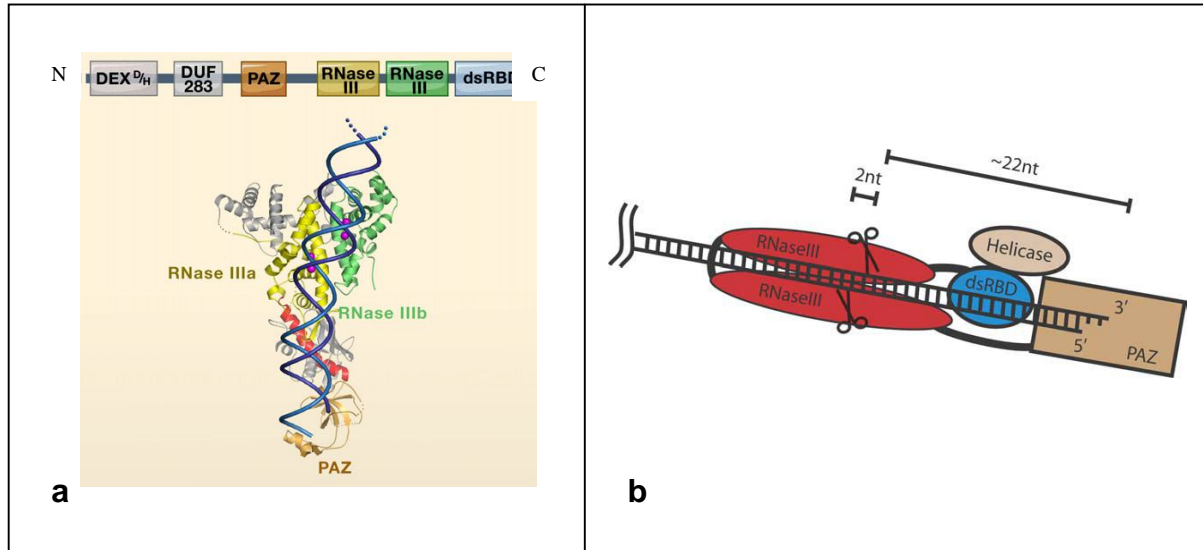 N
DEX D/H
DUF
283
PAZ
RNase
III
RNase
III
dsRBD
C
RNase IIIa
RNase IIIb
PAZ
a
~22nt
2nt
Helicase
RNaseIII
dsRBD
RNaseIII
3'
5'
PAZ
b